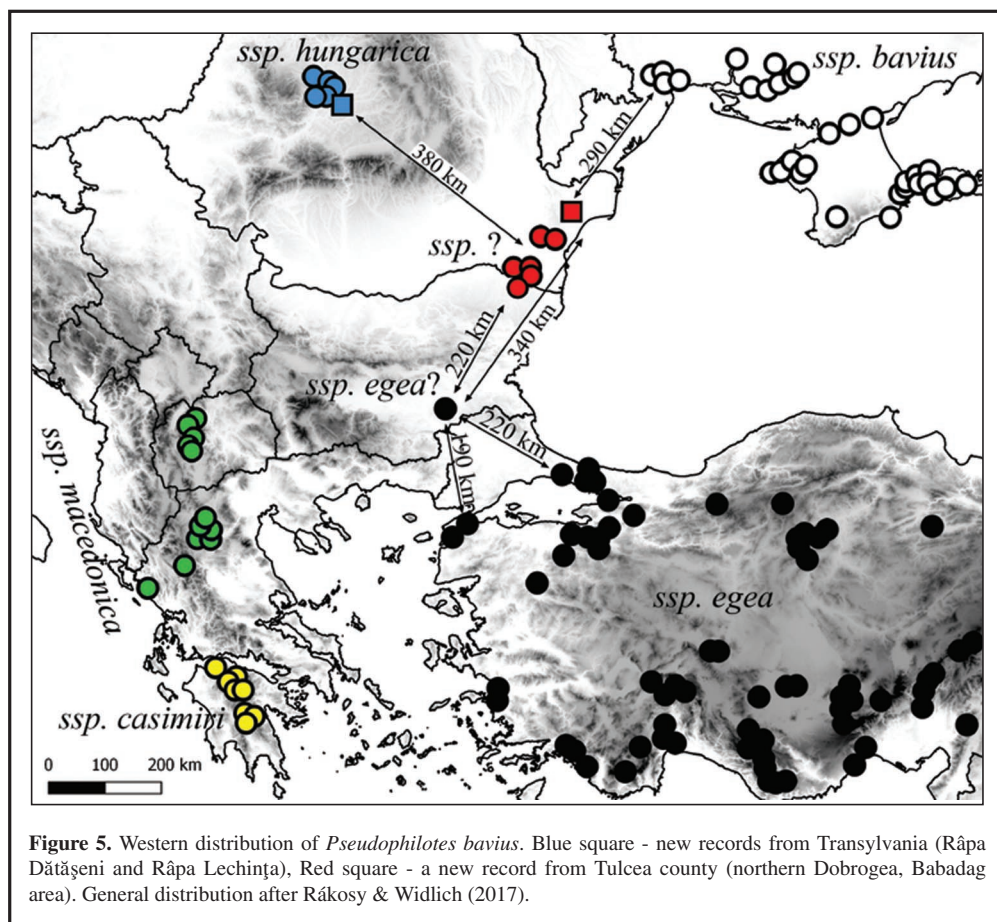 ssp. hungarica
ssp. bavius
290 km
380 km
ssp. ?
340 km
220 km
ssp. egea?
220 km
190 km
ssp. macedonica
ssp. egea
ssp. casimiri
0 100 200 km
Figure 5. Western distribution of Pseudophilotes bavius. Blue square - new records from Transylvania (Râpa
Dătăşeni and Râpa Lechinţa), Red square - a new record from Tulcea county (northern Dobrogea, Babadag
area). General distribution after Rákosy & Widlich (2017).